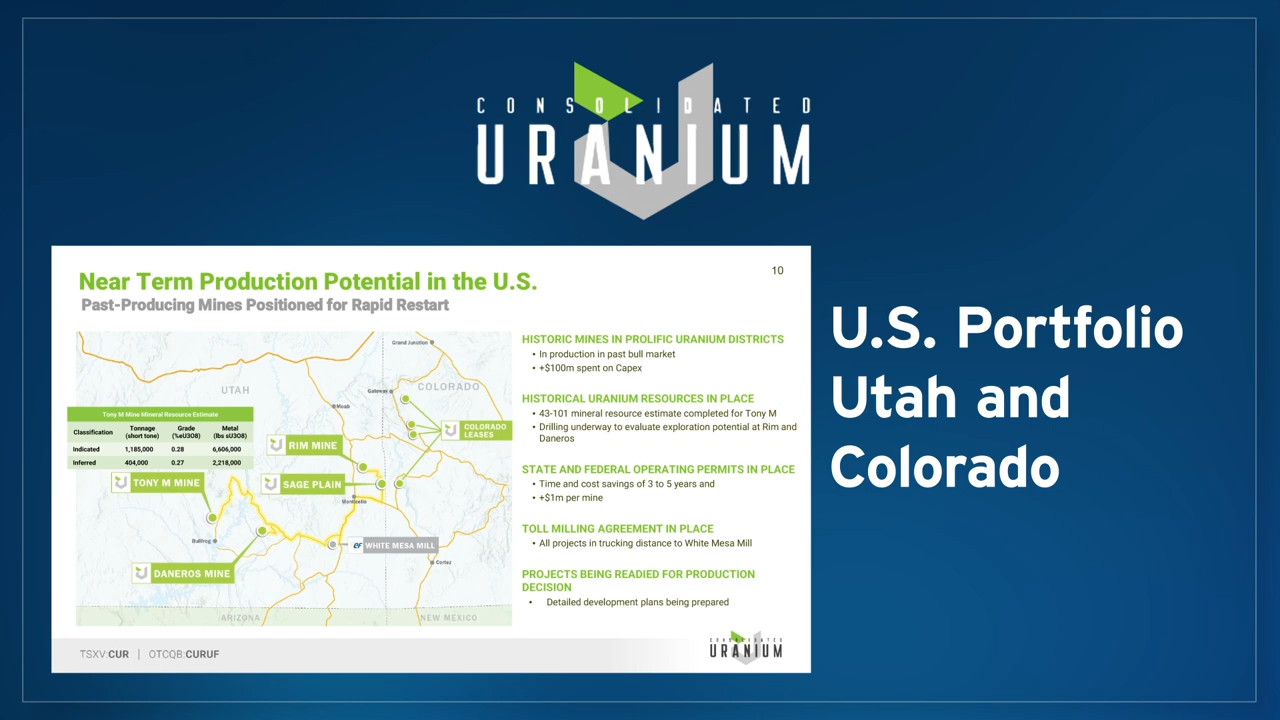 CONSOLIDATED
URANIUM
10
Near Term Production Potential in the U.S.
Past-Producing Mines Positioned for Rapid Restart
Grand Junction
UTAH
COLORADO
Gateway
Moab
Tony M Mine Mineral Resource Estimate
Classification Tonnage (short tone) Grade (%eU3O8) Metal (lbs sU3O8)
Indicated 1,185,000 0.28 6,606,000
Inferred 404,000 0.27 2,218,000
COLORADO
LEASES
RIM MINE
SAGE PLAIN
TONY M MINE
Monticello
Bullfrog
ef WHITE MESA MILL
Cortez
DANEROS MINE
ARIZONA
NEW MEXICO
HISTORIC MINES IN PROLIFIC URANIUM DISTRICTS
• In production in past bull market
• +$100m spent on Capex
HISTORICAL URANIUM RESOURCES IN PLACE
• 43-101 mineral resource estimate completed for Tony M
• Drilling underway to evaluate exploration potential at Rim and
Daneros
STATE AND FEDERAL OPERATING PERMITS IN PLACE
• Time and cost savings of 3 to 5 years and
• +$1m per mine
TOLL MILLING AGREEMENT IN PLACE
• All projects in trucking distance to White Mesa Mill
PROJECTS BEING READIED FOR PRODUCTION
DECISION
• Detailed development plans being prepared
TSXV:CUR | OTCQB:CURUF
CONSOLIDATED
URANIUM
U.S. Portfolio
Utah and
Colorado